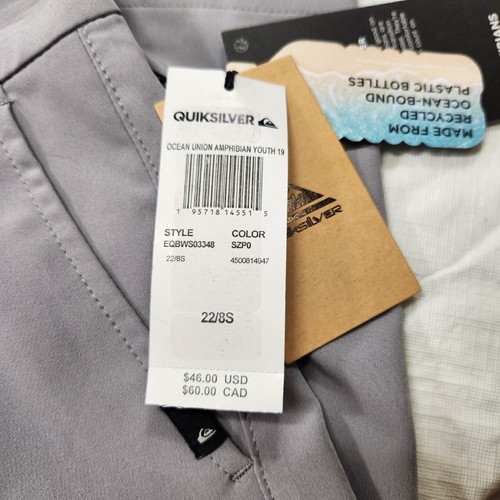 QUIKSILVER
OCEAN UNION AMPHIBIAN YOUTH 19
1 95718 14551 5
STYLE COLOR
EQBWS03348 SZP0
22/8S 4500814947
22/8S
$46.00 USD
$60.00 CAD
QUIKSILVER
MADE FROM
RECYCLED
OCEAN-BOUND
PLASTIC BOTTLES